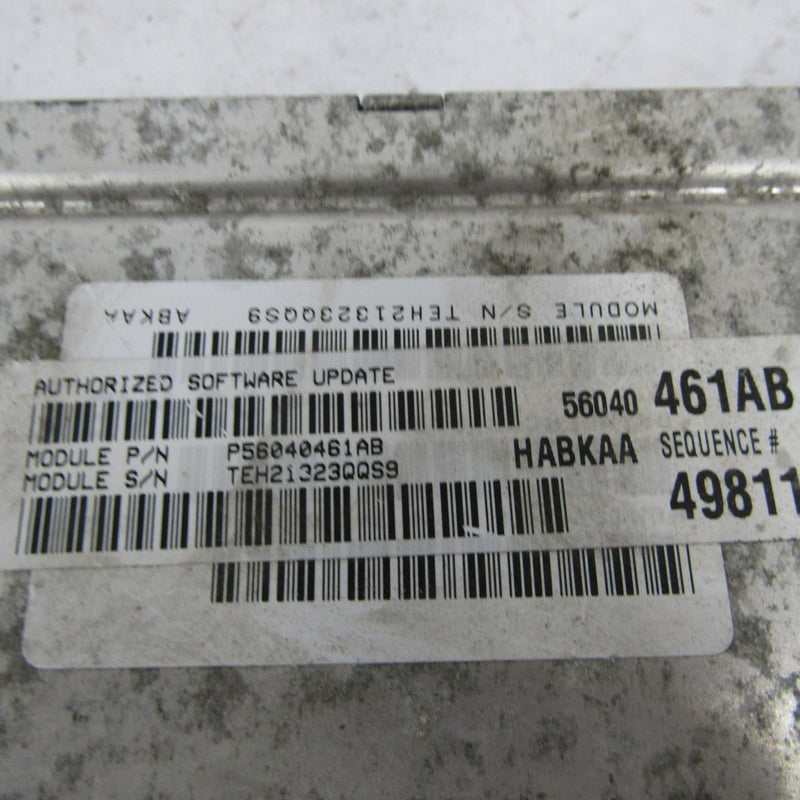 MODULE S/N TEH21323QQS9 ABKAA
AUTHORIZED SOFTWARE UPDATE
56040 461AB
MODULE P/N P56040461AB
HABKAA SEQUENCE #
MODULE S/N TEH21323QQS9
49811